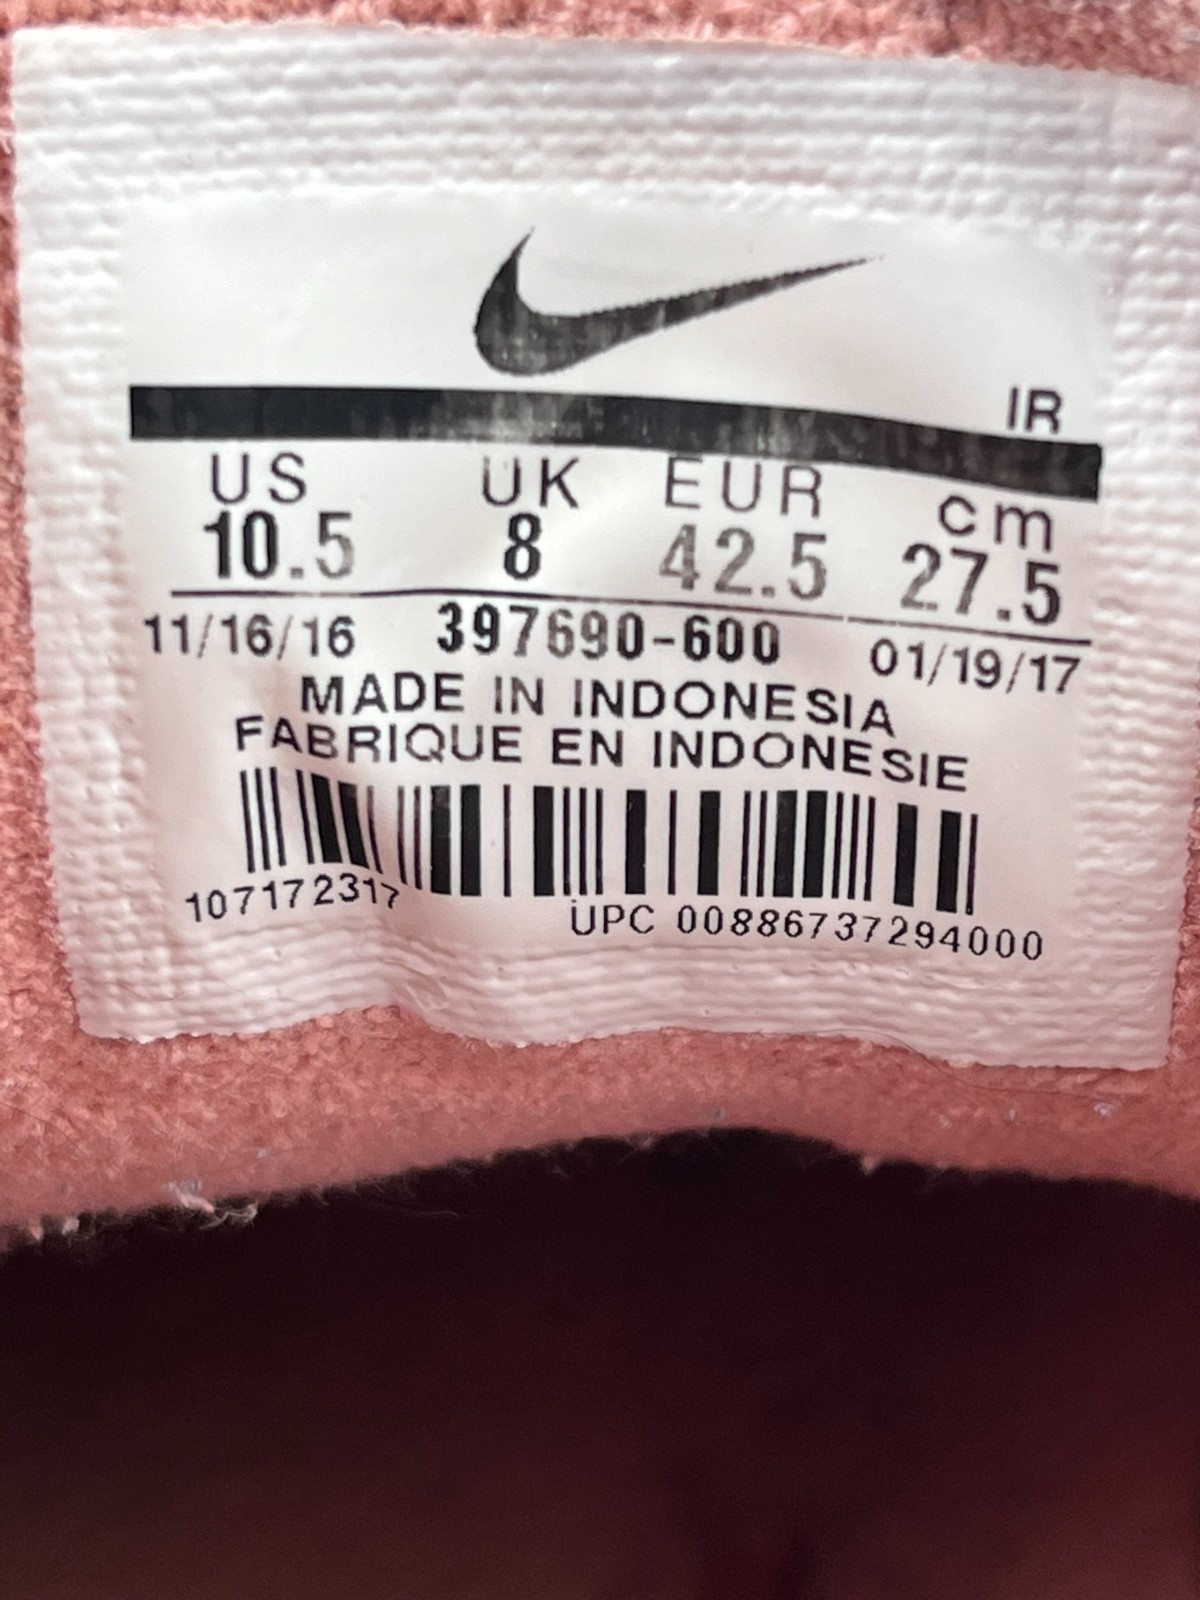 IR
US UK EUR cm
10.5 8 42.5 27.5
11/16/16 397690-600 01/19/17
MADE IN INDONESIA
FABRIQUE EN INDONESIE
107172317
UPC 00886737294000